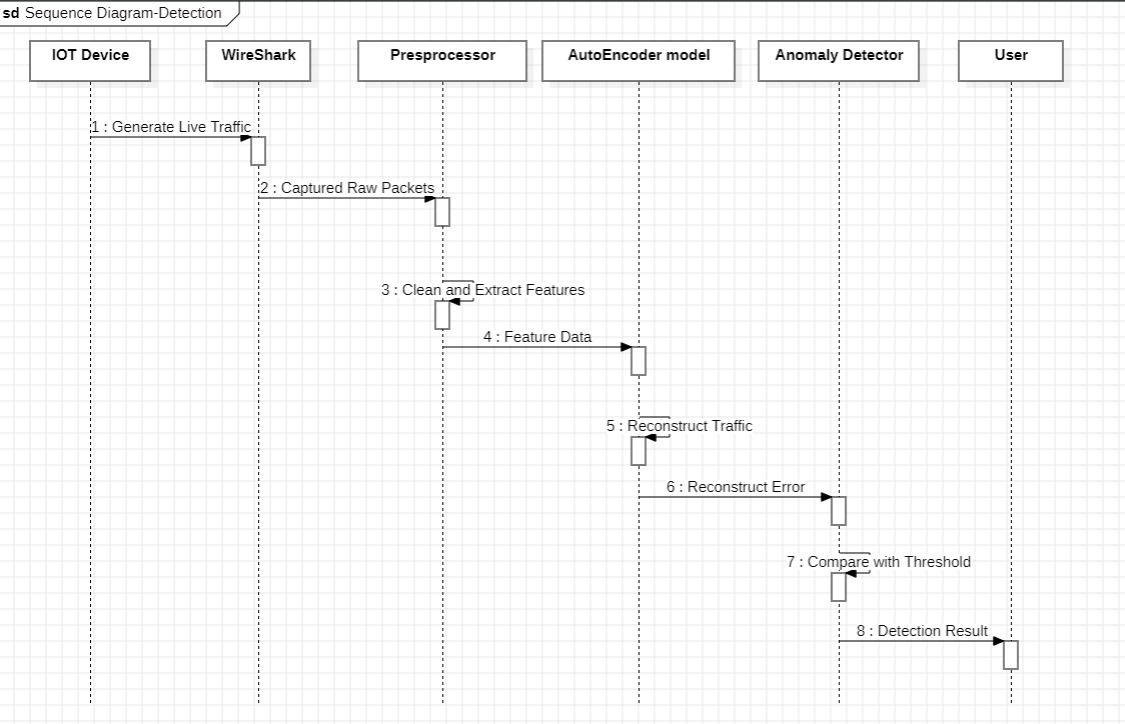 sd Sequence Diagram-Detection
IOT Device
WireShark
Presprocessor
AutoEncoder model
Anomaly Detector
User
1 : Generate Live Traffic
2 : Captured Raw Packets
3 : Clean and Extract Features
4 : Feature Data
5 : Reconstruct Traffic
6 : Reconstruct Error
7 : Compare with Threshold
8 : Detection Result